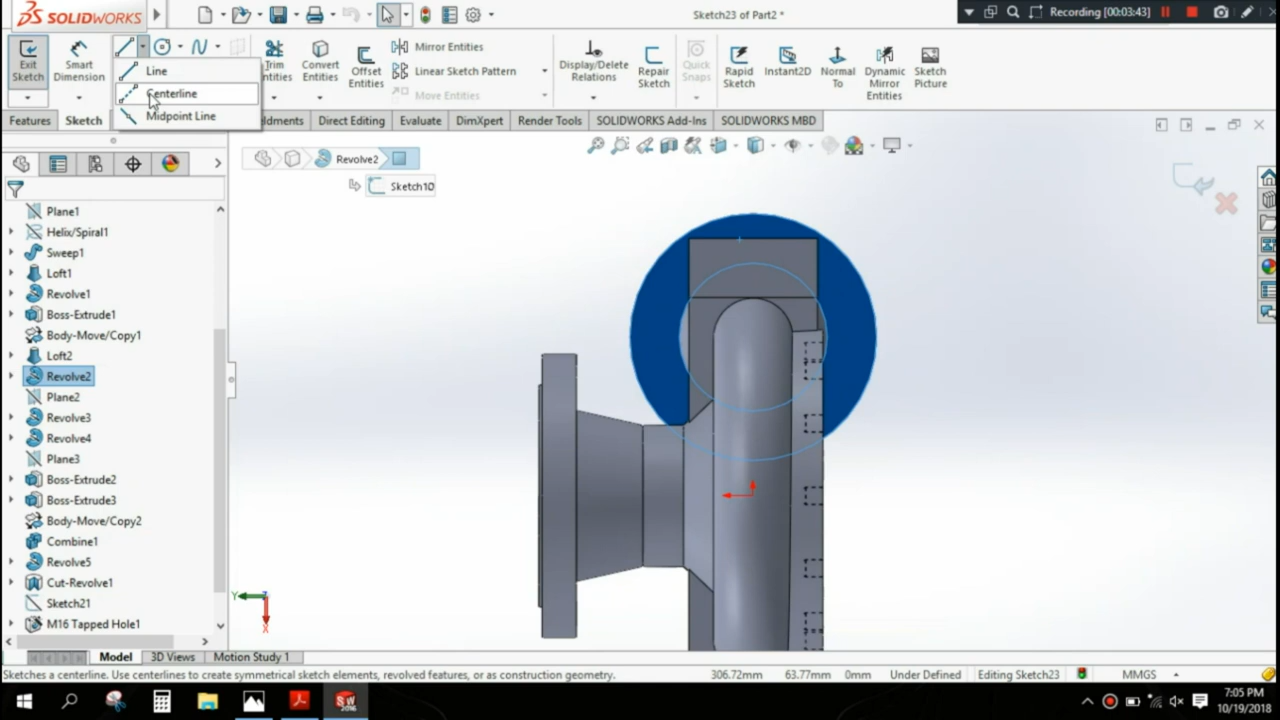 SOLIDWORKS
Sketch23 of Part2 *
Recording [00:03:43]
Exit
Sketch
Smart
Dimension
Line
Centerline
Midpoint Line
Trim
Entities
Convert
Entities
Offset
Entities
Mirror Entities
Linear Sketch Pattern
Move Entities
Display/Delete
Relations
Repair
Sketch
Quick
Snaps
Rapid
Sketch
Instant2D
Normal
To
Dynamic
Mirror
Entities
Sketch
Picture
Features
Sketch
ldments
Direct Editing
Evaluate
DimXpert
Render Tools
SOLIDWORKS Add-Ins
SOLIDWORKS MBD
Revolve2
Sketch10
Plane1
Helix/Spiral1
Sweep1
Loft1
Revolve1
Boss-Extrude1
Body-Move/Copy1
Loft2
Revolve2
Plane2
Revolve3
Revolve4
Plane3
Boss-Extrude2
Boss-Extrude3
Body-Move/Copy2
Combine1
Revolve5
Cut-Revolve1
Sketch21
M16 Tapped Hole1
Y
Z
X
Model
3D Views
Motion Study 1
Sketches a centerline. Use centerlines to create symmetrical sketch elements, revolved features, or as construction geometry.
306.72mm
63.77mm
0mm
Under Defined
Editing Sketch23
MMGS
SW
2016
7:05 PM
10/19/2018